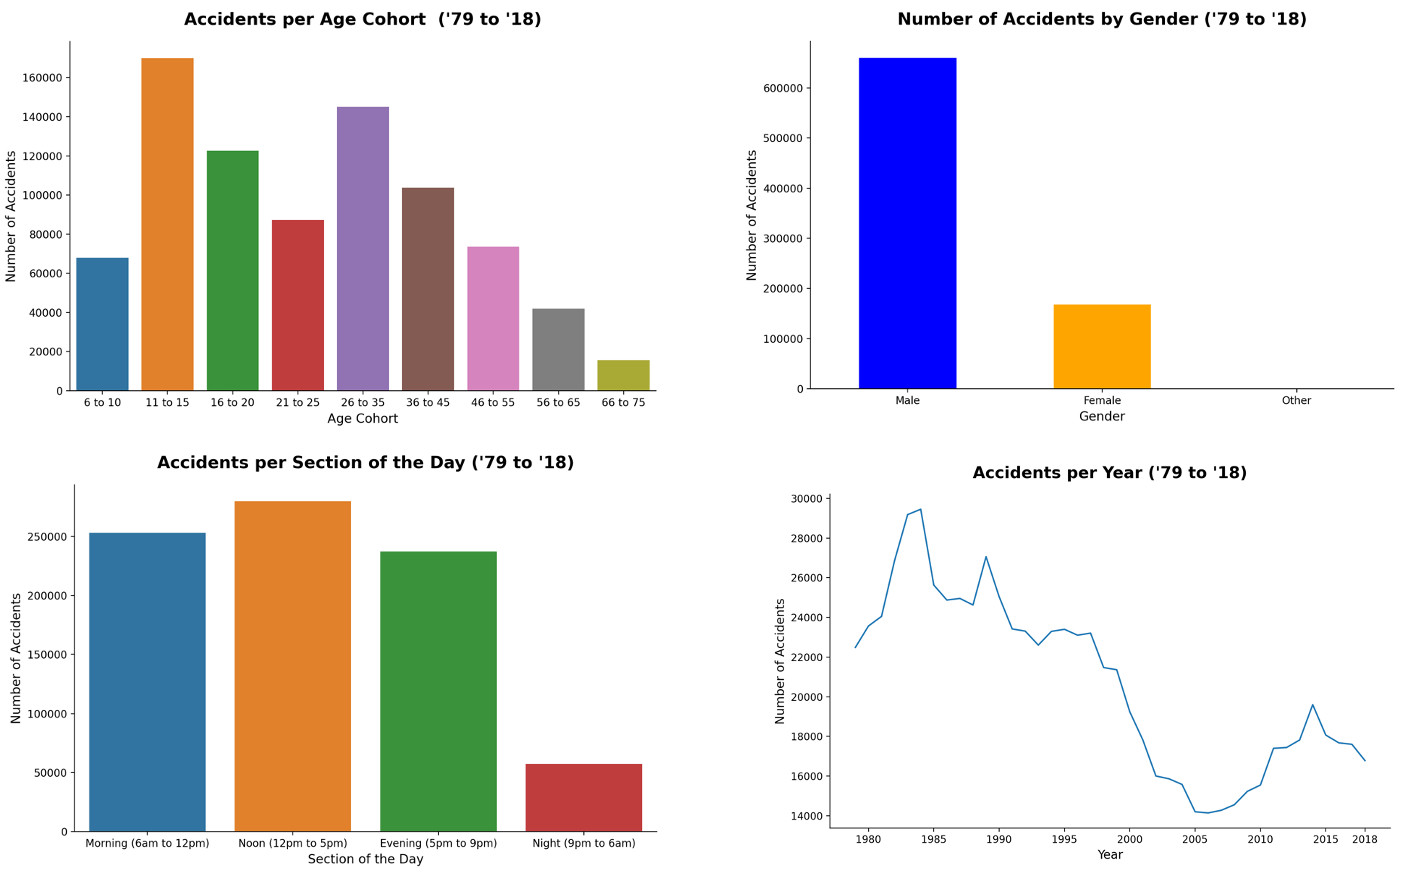 Accidents per Age Cohort  ('79 to '18)
Number of Accidents
160000
140000
120000
100000
80000
60000
40000
20000
0
6 to 10 11 to 15 16 to 20 21 to 25 26 to 35 36 to 45 46 to 55 56 to 65 66 to 75
Age Cohort
Number of Accidents by Gender ('79 to '18)
Number of Accidents
600000
500000
400000
300000
200000
100000
0
Male Female Other
Gender
Accidents per Section of the Day ('79 to '18)
Number of Accidents
250000
200000
150000
100000
50000
0
Morning (6am to 12pm) Noon (12pm to 5pm) Evening (5pm to 9pm) Night (9pm to 6am)
Section of the Day
Accidents per Year ('79 to '18)
Number of Accidents
30000
28000
26000
24000
22000
20000
18000
16000
14000
1980 1985 1990 1995 2000 2005 2010 2015 2018
Year